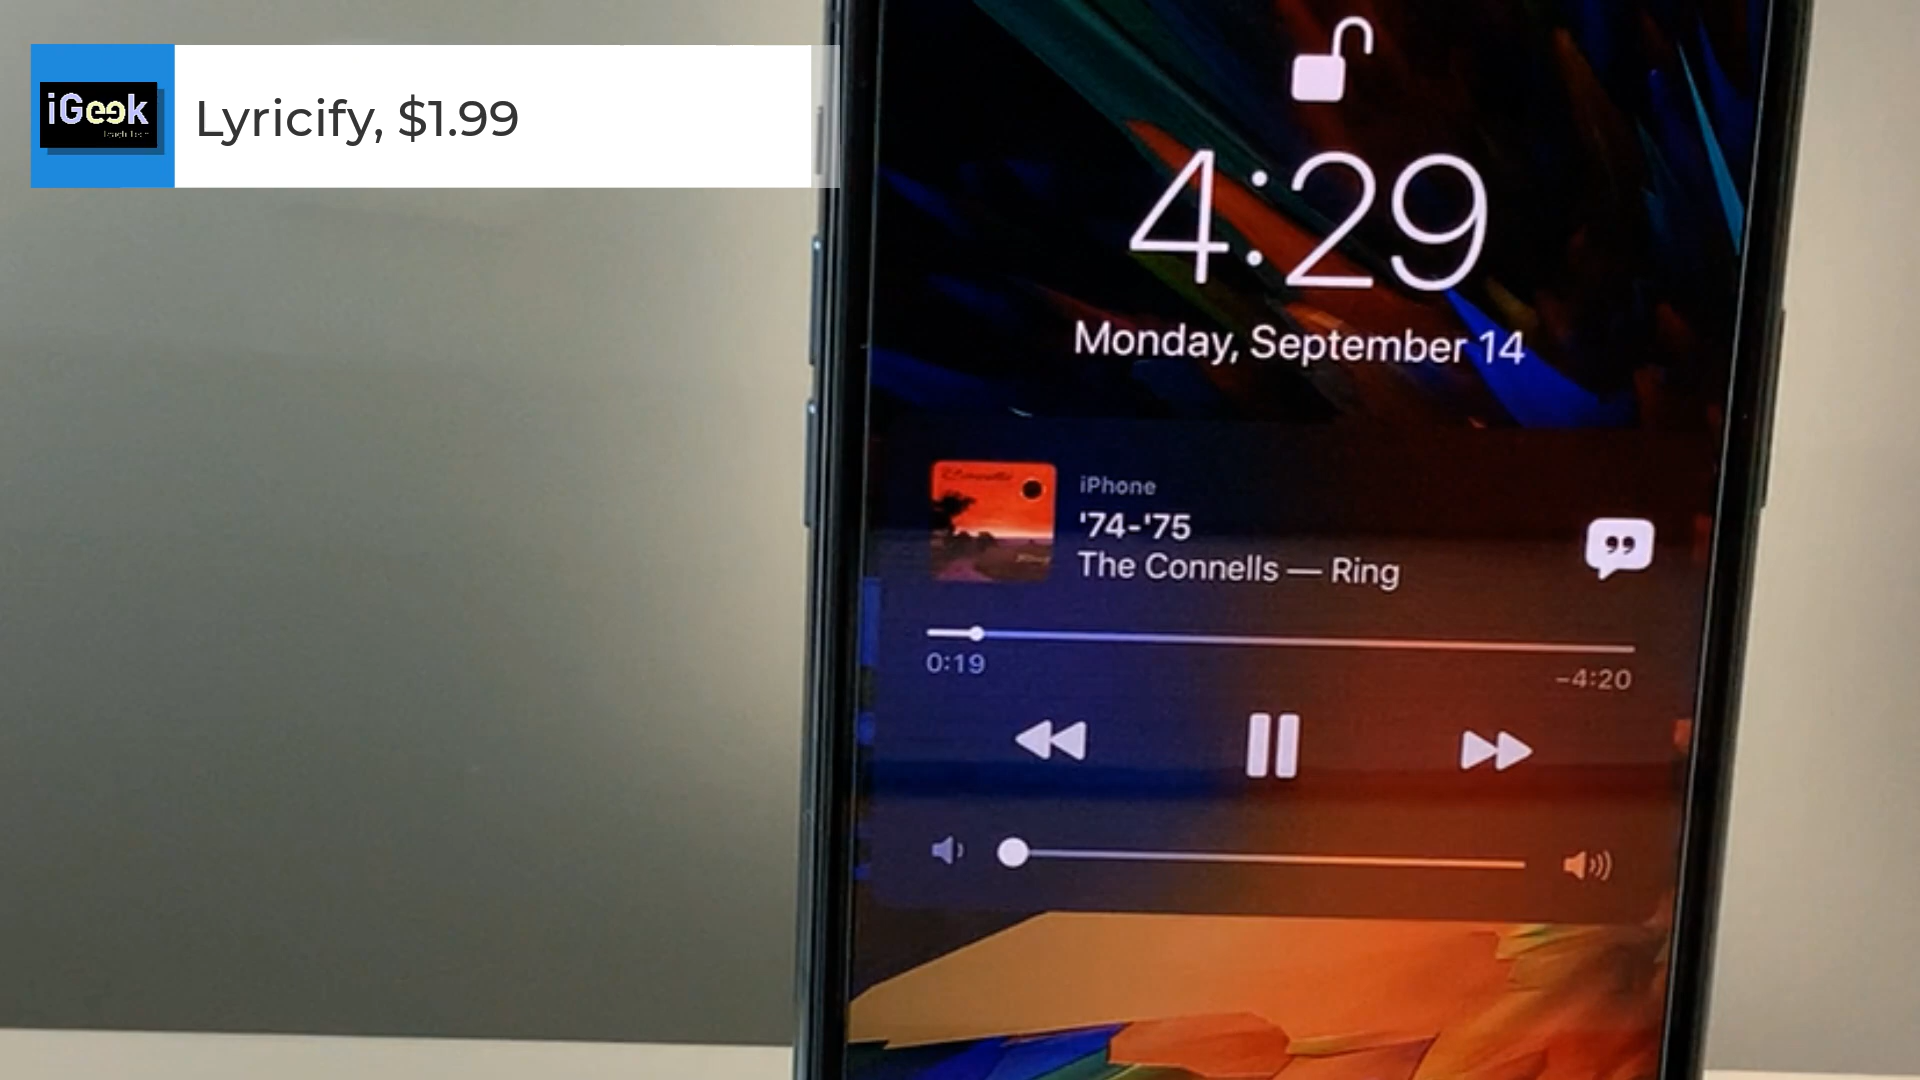 iGeek
Lyricify, $1.99
4:29
Monday, September 14
iPhone
'74-'75
The Connells — Ring
0:19
-4:20